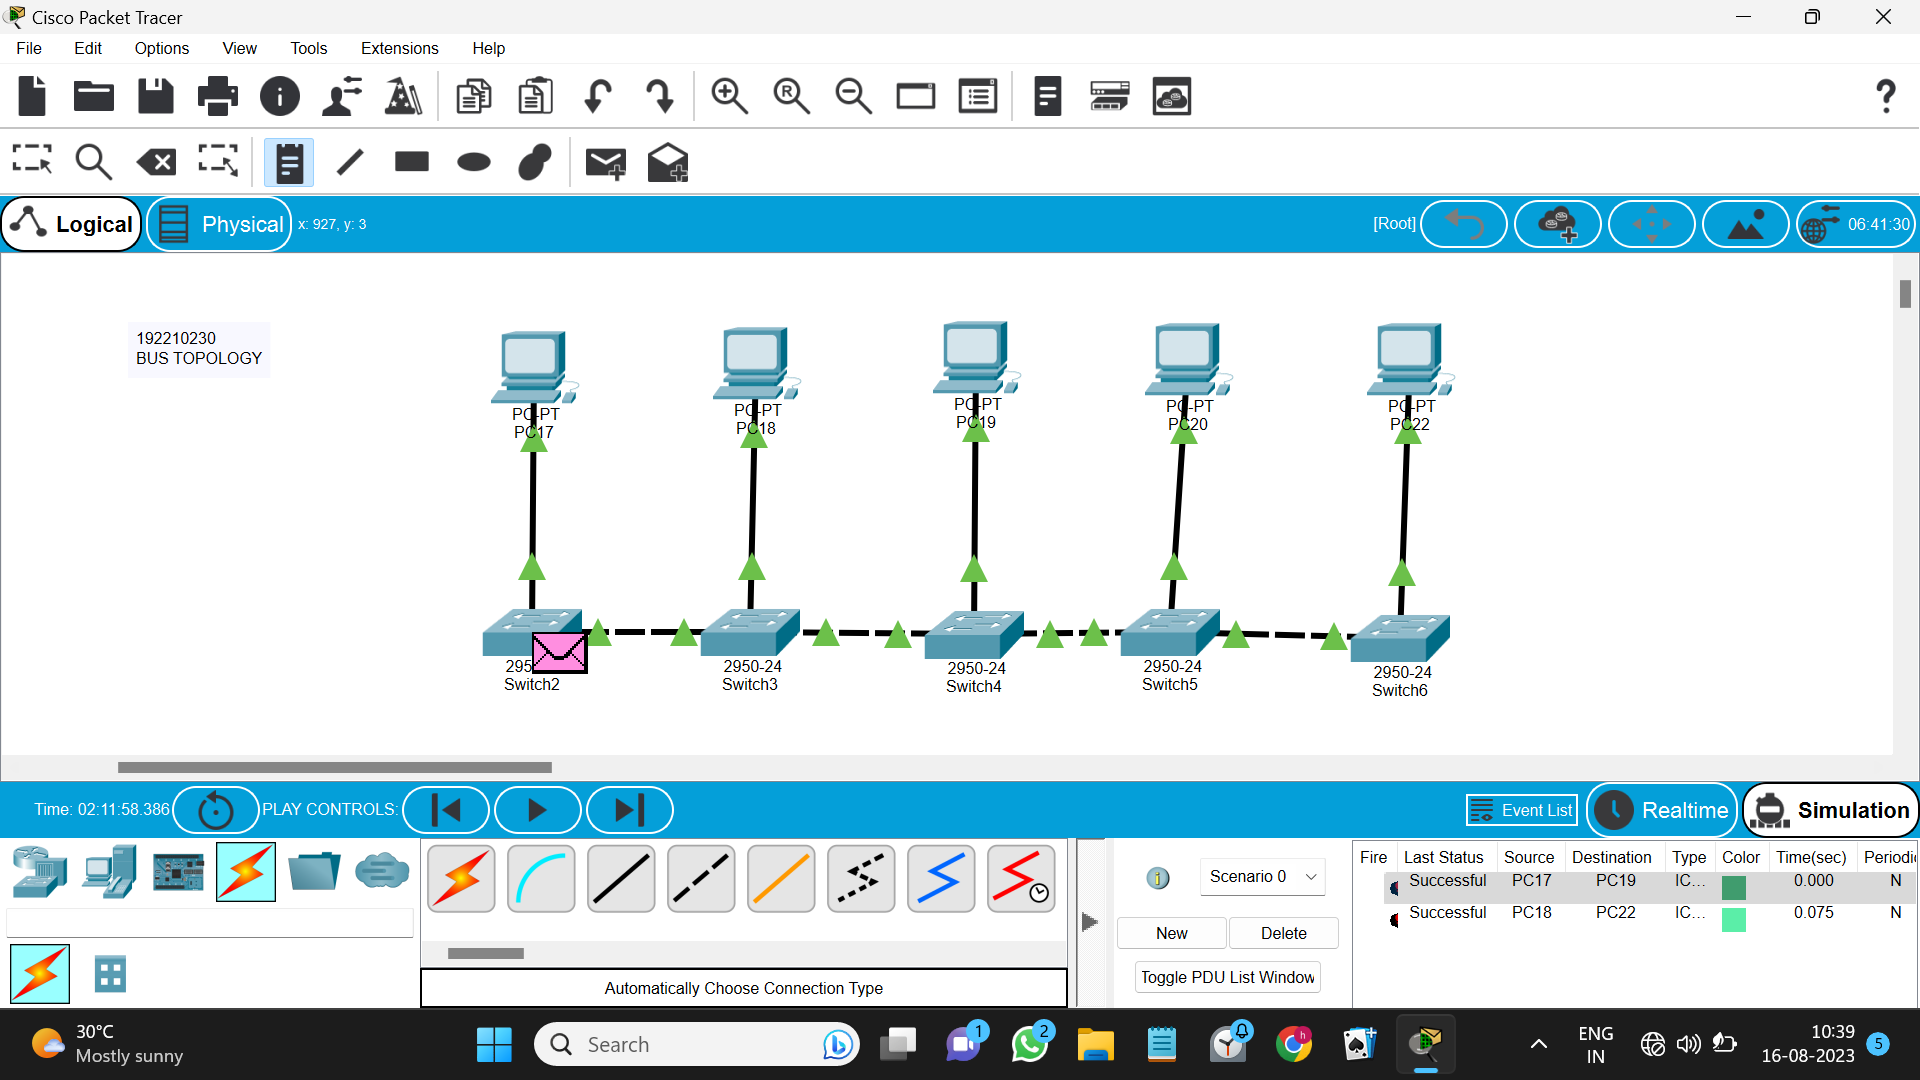 Cisco Packet Tracer
File Edit Options View Tools Extensions Help
Logical Physical x: 927, y: 3 [Root] 06:41:30
192210230
BUS TOPOLOGY
PC-PT
PC17
PC-PT
PC18
PC-PT
PC19
PC-PT
PC20
PC-PT
PC22
295
Switch2
2950-24
Switch3
2950-24
Switch4
2950-24
Switch5
2950-24
Switch6
Time: 02:11:58.386 PLAY CONTROLS: Event List Realtime Simulation
Scenario 0
New Delete
Toggle PDU List Window
Automatically Choose Connection Type
Fire Last Status Source Destination Type Color Time(sec) Periodic
Successful PC17 PC19 IC... 0.000 N
Successful PC18 PC22 IC... 0.075 N
30°C
Mostly sunny
Search
1
2
h
ENG
IN
10:39
16-08-2023
5